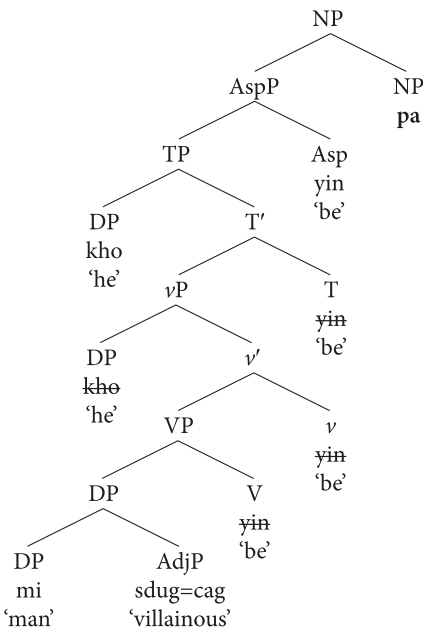 NP
AspP NP
pa
TP Asp
yin
‘be’
DP T′
kho
‘he’
vP T
yin
‘be’
DP v′
kho
‘he’
VP v
yin
‘be’
DP V
yin
‘be’
DP AdjP
mi sdug=cag
‘man’ ‘villainous’